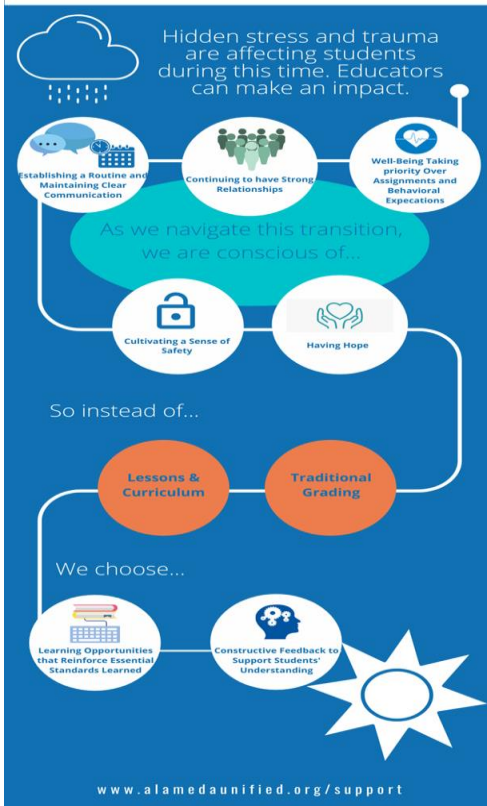 Hidden stress and trauma
are affecting students
during this time. Educators
can make an impact.
Establishing a Routine and
Maintaining Clear
Communication
Continuing to have Strong
Relationships
Well-Being Taking
priority Over
Assignments and
Behavioral
Expecations
As we navigate this transition,
we are conscious of...
Cultivating a Sense of
Safety
Having Hope
So instead of...
Lessons &
Curriculum
Traditional
Grading
We choose...
Learning Opportunities
that Reinforce Essential
Standards Learned
Constructive Feedback to
Support Students'
Understanding
www.alamedaunified.org/support